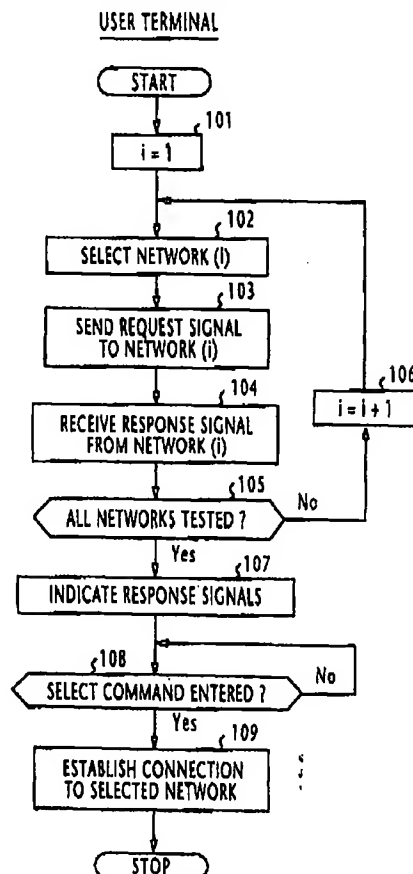 USER TERMINAL
START
101
i = 1
102
SELECT NETWORK (I)
103
SEND REQUEST SIGNAL
TO NETWORK (i)
104
RECEIVE RESPONSE SIGNAL
FROM NETWORK (i)
106
i = i + 1
105
ALL NETWORKS TESTED ?
No
Yes
107
INDICATE RESPONSE SIGNALS
108
SELECT COMMAND ENTERED ?
No
Yes
109
ESTABLISH CONNECTION
TO SELECTED NETWORK
STOP